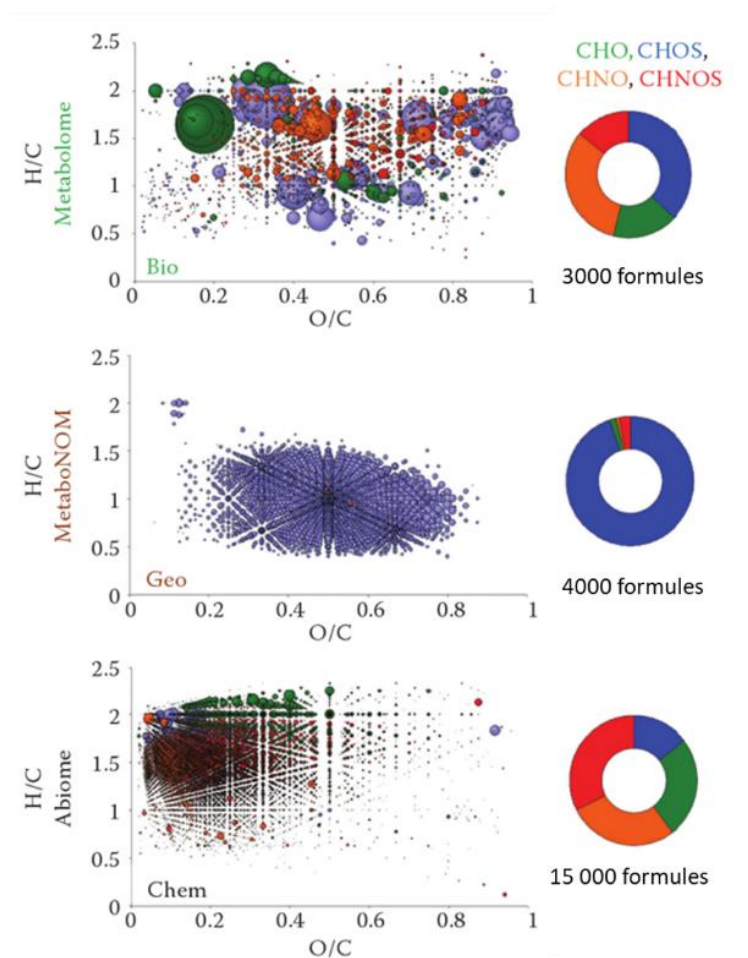 CHO, CHOS,
CHNO, CHNOS
2.5
2
1.5
1
0.5
0
H/C
Metabolome
Bio
0
0.2
0.4
0.6
0.8
1
O/C
3000 formules
2.5
2
1.5
1
0.5
0
H/C
MetaboNOM
Geo
0
0.2
0.4
0.6
0.8
1
O/C
4000 formules
2.5
2
1.5
1
0.5
0
H/C
Abiome
Chem
0
0.2
0.4
0.6
0.8
1
O/C
15 000 formules